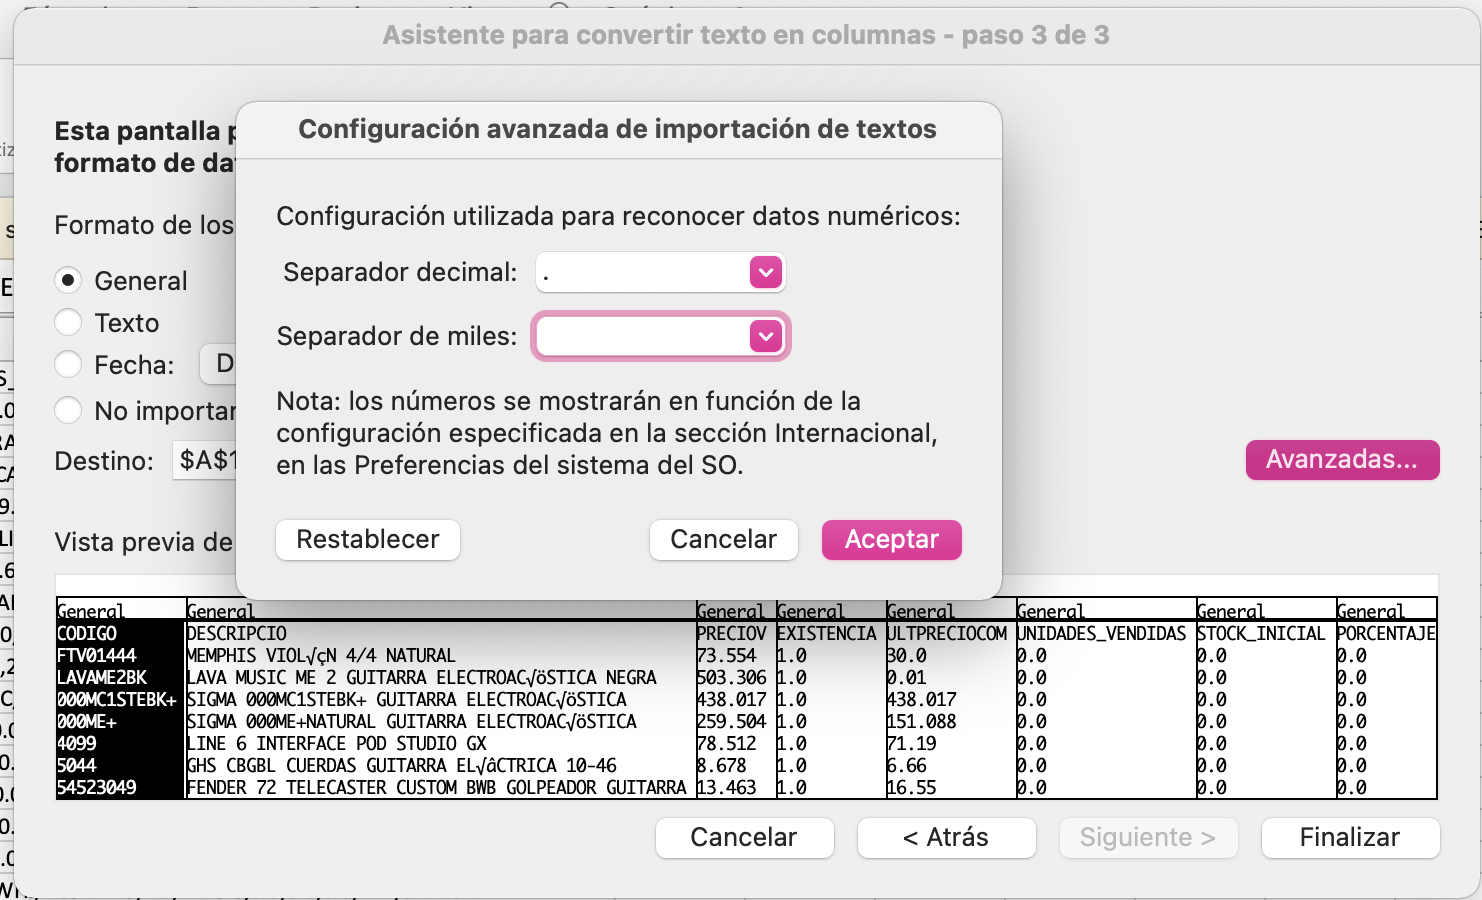 Asistente para convertir texto en columnas - paso 3 de 3
Esta pantalla
formato de da
Configuración avanzada de importación de textos
Configuración utilizada para reconocer datos numéricos:
Formato de los
General
Texto
Fecha: D
No importar
Destino: $A$1
Separador decimal: .
Separador de miles:
Nota: los números se mostrarán en función de la
configuración especificada en la sección Internacional,
en las Preferencias del sistema del SO.
Restablecer Cancelar Aceptar
Avanzadas...
Vista previa de
General General General General General General General General
CODIGO DESCRIPCIO PRECIOV EXISTENCIA ULTPRECIOCOM UNIDADES_VENDIDAS STOCK_INICIAL PORCENTAJE
FTV01444 MEMPHIS VIOL√çN 4/4 NATURAL 73.554 1.0 30.0 0.0 0.0 0.0
LAVAME2BK LAVA MUSIC ME 2 GUITARRA ELECTROAC√öSTICA NEGRA 503.306 1.0 0.01 0.0 0.0 0.0
000MC1STEBK+ SIGMA 000MC1STEBK+ GUITARRA ELECTROAC√öSTICA 438.017 1.0 438.017 0.0 0.0 0.0
000ME+ SIGMA 000ME+NATURAL GUITARRA ELECTROAC√öSTICA 259.504 1.0 151.088 0.0 0.0 0.0
4099 LINE 6 INTERFACE POD STUDIO GX 78.512 1.0 71.19 0.0 0.0 0.0
5044 GHS CBGBL CUERDAS GUITARRA EL√âCTRICA 10-46 8.678 1.0 6.66 0.0 0.0 0.0
54523049 FENDER 72 TELECASTER CUSTOM BWB GOLPEADOR GUITARRA 13.463 1.0 16.55 0.0 0.0 0.0
Cancelar < Atrás Siguiente > Finalizar